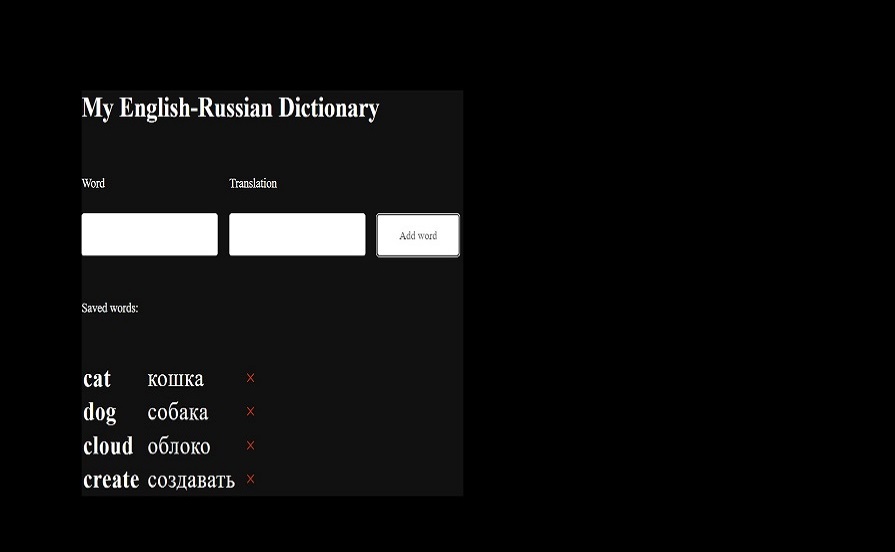 My English-Russian Dictionary
Word Translation
Add word
Saved words:
cat кошка ×
dog собака ×
cloud облоко ×
create создавать ×